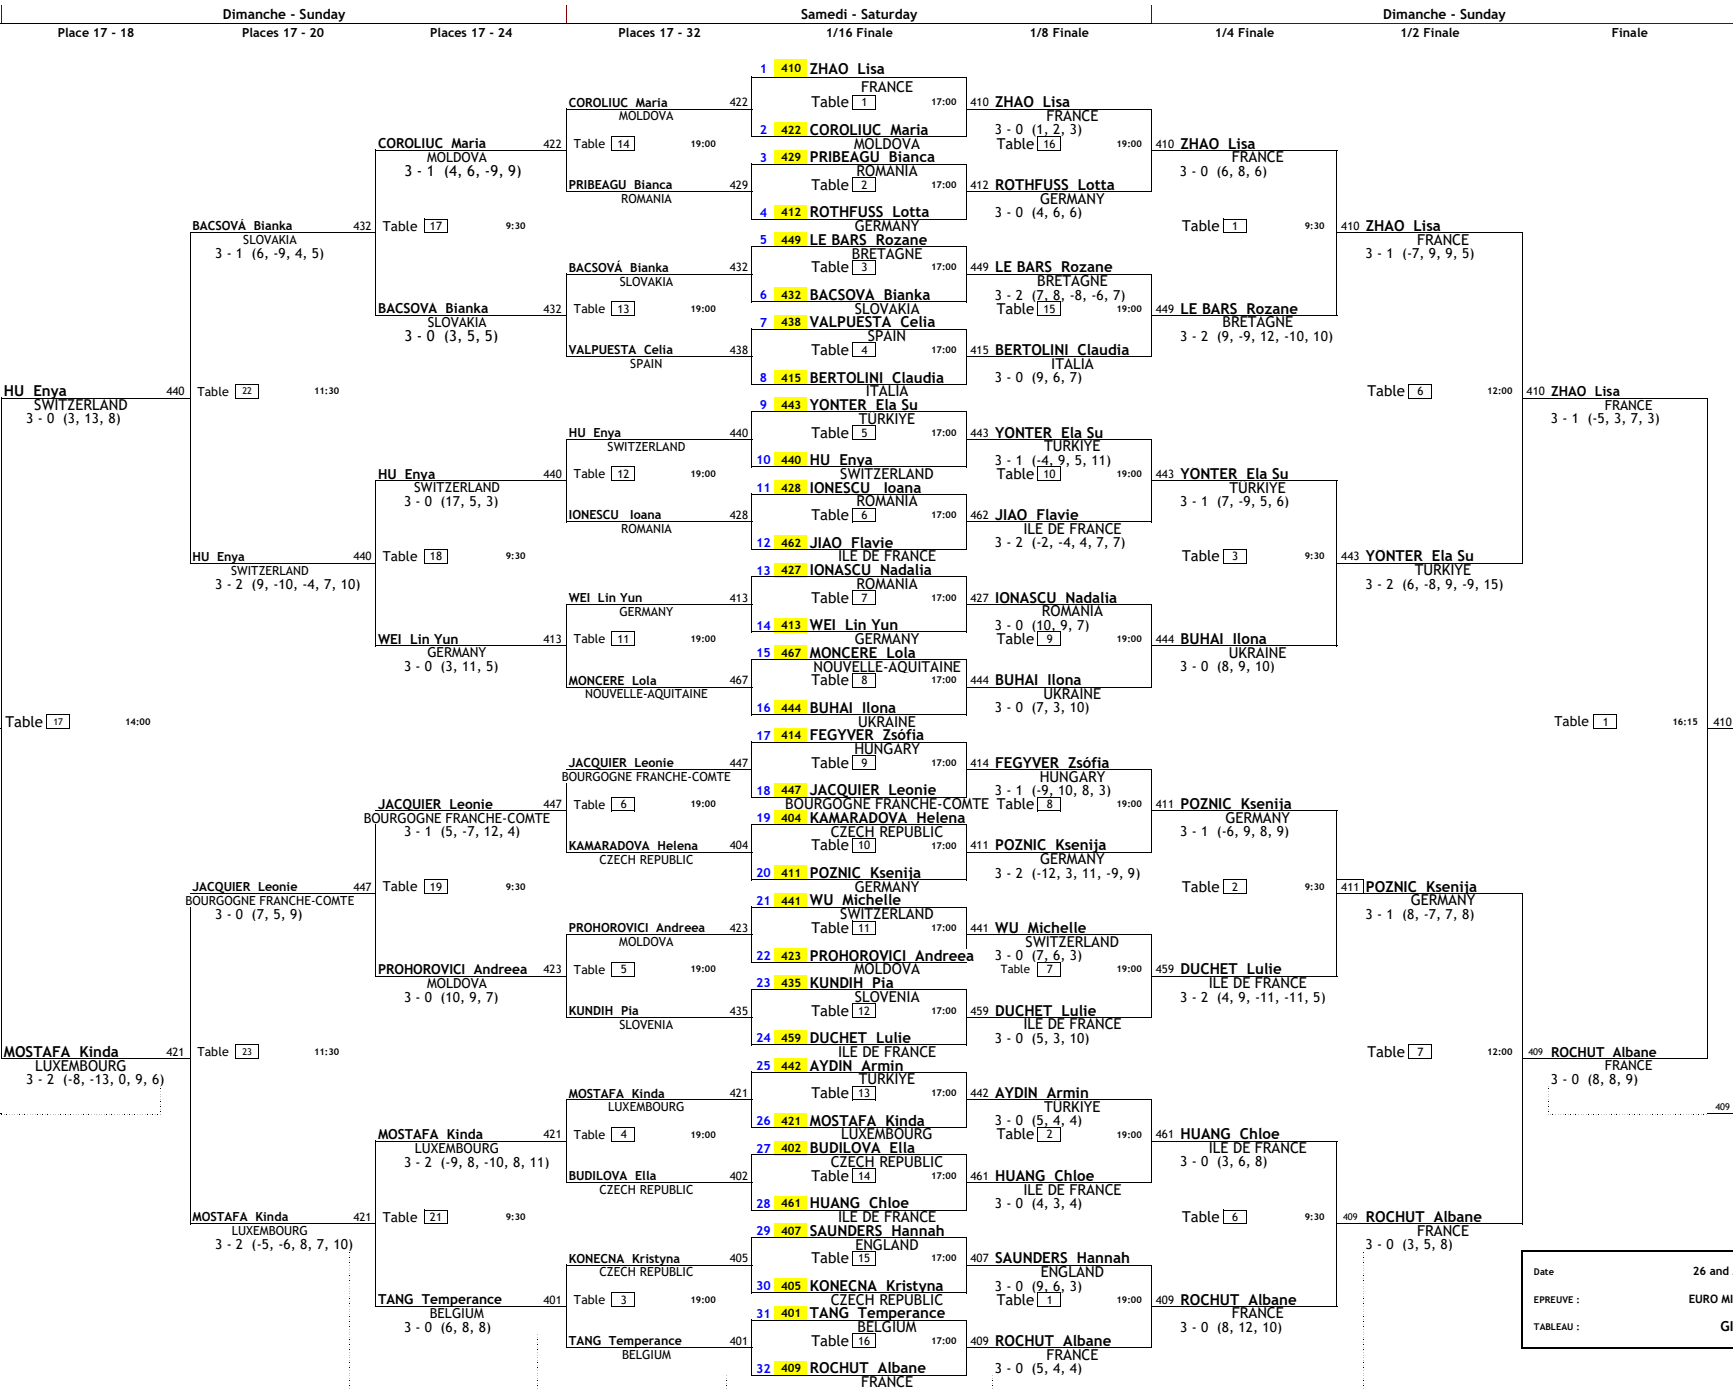 Dimanche - Sunday Samedi - Saturday Dimanche - Sunday
Place 17 - 18 Places 17 - 20 Places 17 - 24 Places 17 - 32 1/16 Finale 1/8 Finale 1/4 Finale 1/2 Finale Finale
1 410 ZHAO Lisa
FRANCE
COROLIUC Maria 422 Table 1 17:00 410 ZHAO Lisa
MOLDOVA FRANCE
2 422 COROLIUC Maria 3 - 0 (1, 2, 3)
COROLIUC Maria 422 Table 14 19:00 MOLDOVA Table 16 19:00 410 ZHAO Lisa
MOLDOVA 3 429 PRIBEAGU Bianca FRANCE
3 - 1 (4, 6, -9, 9) ROMANIA 3 - 0 (6, 8, 6)
PRIBEAGU Bianca 429 Table 2 17:00 412 ROTHFUSS Lotta
ROMANIA GERMANY
4 412 ROTHFUSS Lotta 3 - 0 (4, 6, 6)
BACSOVÁ Bianka 432 Table 17 9:30 GERMANY Table 1 9:30 410 ZHAO Lisa
SLOVAKIA 5 449 LE BARS Rozane FRANCE
3 - 1 (6, -9, 4, 5) BRETAGNE 3 - 1 (-7, 9, 9, 5)
BACSOVÁ Bianka 432 Table 3 17:00 449 LE BARS Rozane
SLOVAKIA BRETAGNE
6 432 BACSOVA Bianka 3 - 2 (7, 8, -8, -6, 7)
BACSOVA Bianka 432 Table 13 19:00 SLOVAKIA Table 15 19:00 449 LE BARS Rozane
SLOVAKIA 7 438 VALPUESTA Celia BRETAGNE
3 - 0 (3, 5, 5) SPAIN 3 - 2 (9, -9, 12, -10, 10)
VALPUESTA Celia 438 Table 4 17:00 415 BERTOLINI Claudia
SPAIN ITALIA
8 415 BERTOLINI Claudia 3 - 0 (9, 6, 7)
HU Enya 440 Table 22 11:30 ITALIA Table 6 12:00 410 ZHAO Lisa
SWITZERLAND 9 443 YONTER Ela Su FRANCE
3 - 0 (3, 13, 8) TÜRKIYE 3 - 1 (-5, 3, 7, 3)
HU Enya 440 Table 5 17:00 443 YONTER Ela Su
SWITZERLAND TÜRKIYE
10 440 HU Enya 3 - 1 (-4, 9, 5, 11)
HU Enya 440 Table 12 19:00 SWITZERLAND Table 10 19:00 443 YONTER Ela Su
SWITZERLAND 11 428 IONESCU Ioana TÜRKIYE
3 - 0 (17, 5, 3) ROMANIA 3 - 1 (7, -9, 5, 6)
IONESCU Ioana 428 Table 6 17:00 462 JIAO Flavie
ROMANIA ILE DE FRANCE
12 462 JIAO Flavie 3 - 2 (-2, -4, 4, 7, 7)
HU Enya 440 Table 18 9:30 ILE DE FRANCE Table 3 9:30 443 YONTER Ela Su
SWITZERLAND 13 427 IONASCU Nadalia TÜRKIYE
3 - 2 (9, -10, -4, 7, 10) ROMANIA 3 - 2 (6, -8, 9, -9, 15)
WEI Lin Yun 413 Table 7 17:00 427 IONASCU Nadalia
GERMANY ROMANIA
14 413 WEI Lin Yun 3 - 0 (10, 9, 7)
WEI Lin Yun 413 Table 11 19:00 GERMANY Table 9 19:00 444 BUHAI Ilona
GERMANY 15 467 MONCERE Lola UKRAINE
3 - 0 (3, 11, 5) NOUVELLE-AQUITAINE 3 - 0 (8, 9, 10)
MONCERE Lola 467 Table 8 17:00 444 BUHAI Ilona
NOUVELLE-AQUITAINE UKRAINE
16 444 BUHAI Ilona 3 - 0 (7, 3, 10)
Table 17 14:00 UKRAINE Table 1 16:15 410
17 414 FEGYVER Zsófia
HUNGARY
JACQUIER Leonie 447 Table 9 17:00 414 FEGYVER Zsófia
BOURGOGNE FRANCHE-COMTE HUNGARY
18 447 JACQUIER Leonie 3 - 1 (-9, 10, 8, 3)
JACQUIER Leonie 447 Table 6 19:00 BOURGOGNE FRANCHE-COMTE Table 8 19:00 411 POZNIC Ksenija
BOURGOGNE FRANCHE-COMTE 19 404 KAMARADOVA Helena GERMANY
3 - 1 (5, -7, 12, 4) CZECH REPUBLIC 3 - 1 (-6, 9, 8, 9)
KAMARADOVA Helena 404 Table 10 17:00 411 POZNIC Ksenija
CZECH REPUBLIC GERMANY
20 411 POZNIC Ksenija 3 - 2 (-12, 3, 11, -9, 9)
JACQUIER Leonie 447 Table 19 9:30 GERMANY Table 2 9:30 411 POZNIC Ksenija
BOURGOGNE FRANCHE-COMTE 21 441 WU Michelle GERMANY
3 - 0 (7, 5, 9) SWITZERLAND 3 - 1 (8, -7, 7, 8)
PROHOROVICI Andreea 423 Table 11 17:00 441 WU Michelle
MOLDOVA SWITZERLAND
22 423 PROHOROVICI Andreea 3 - 0 (7, 6, 3)
PROHOROVICI Andreea 423 Table 5 19:00 MOLDOVA Table 7 19:00 459 DUCHET Lulie
MOLDOVA 23 435 KUNDIH Pia ILE DE FRANCE
3 - 0 (10, 9, 7) SLOVENIA 3 - 2 (4, 9, -11, -11, 5)
KUNDIH Pia 435 Table 12 17:00 459 DUCHET Lulie
SLOVENIA ILE DE FRANCE
24 459 DUCHET Lulie 3 - 0 (5, 3, 10)
MOSTAFA Kinda 421 Table 23 11:30 ILE DE FRANCE Table 7 12:00 409 ROCHUT Albane
LUXEMBOURG 25 442 AYDIN Armin FRANCE
3 - 2 (-8, -13, 0, 9, 6) TÜRKIYE 3 - 0 (8, 8, 9)
MOSTAFA Kinda 421 Table 13 17:00 442 AYDIN Armin
LUXEMBOURG TÜRKIYE 409
26 421 MOSTAFA Kinda 3 - 0 (5, 4, 4)
MOSTAFA Kinda 421 Table 4 19:00 LUXEMBOURG Table 2 19:00 461 HUANG Chloe
LUXEMBOURG 27 402 BUDILOVA Ella ILE DE FRANCE
3 - 2 (-9, 8, -10, 8, 11) CZECH REPUBLIC 3 - 0 (3, 6, 8)
BUDILOVA Ella 402 Table 14 17:00 461 HUANG Chloe
CZECH REPUBLIC ILE DE FRANCE
28 461 HUANG Chloe 3 - 0 (4, 3, 4)
MOSTAFA Kinda 421 Table 21 9:30 ILE DE FRANCE Table 6 9:30 409 ROCHUT Albane
LUXEMBOURG 29 407 SAUNDERS Hannah FRANCE
3 - 2 (-5, -6, 8, 7, 10) ENGLAND 3 - 0 (3, 5, 8)
KONECNA Kristyna 405 Table 15 17:00 407 SAUNDERS Hannah
CZECH REPUBLIC ENGLAND Date 26 and
30 405 KONECNA Kristyna 3 - 0 (9, 6, 3)
TANG Temperance 401 Table 3 19:00 CZECH REPUBLIC Table 1 19:00 409 ROCHUT Albane EPREUVE : EURO MI
BELGIUM 31 401 TANG Temperance FRANCE
3 - 0 (6, 8, 8) BELGIUM 3 - 0 (8, 12, 10) TABLEAU : GI
TANG Temperance 401 Table 16 17:00 409 ROCHUT Albane
BELGIUM FRANCE
32 409 ROCHUT Albane 3 - 0 (5, 4, 4)
FRANCE